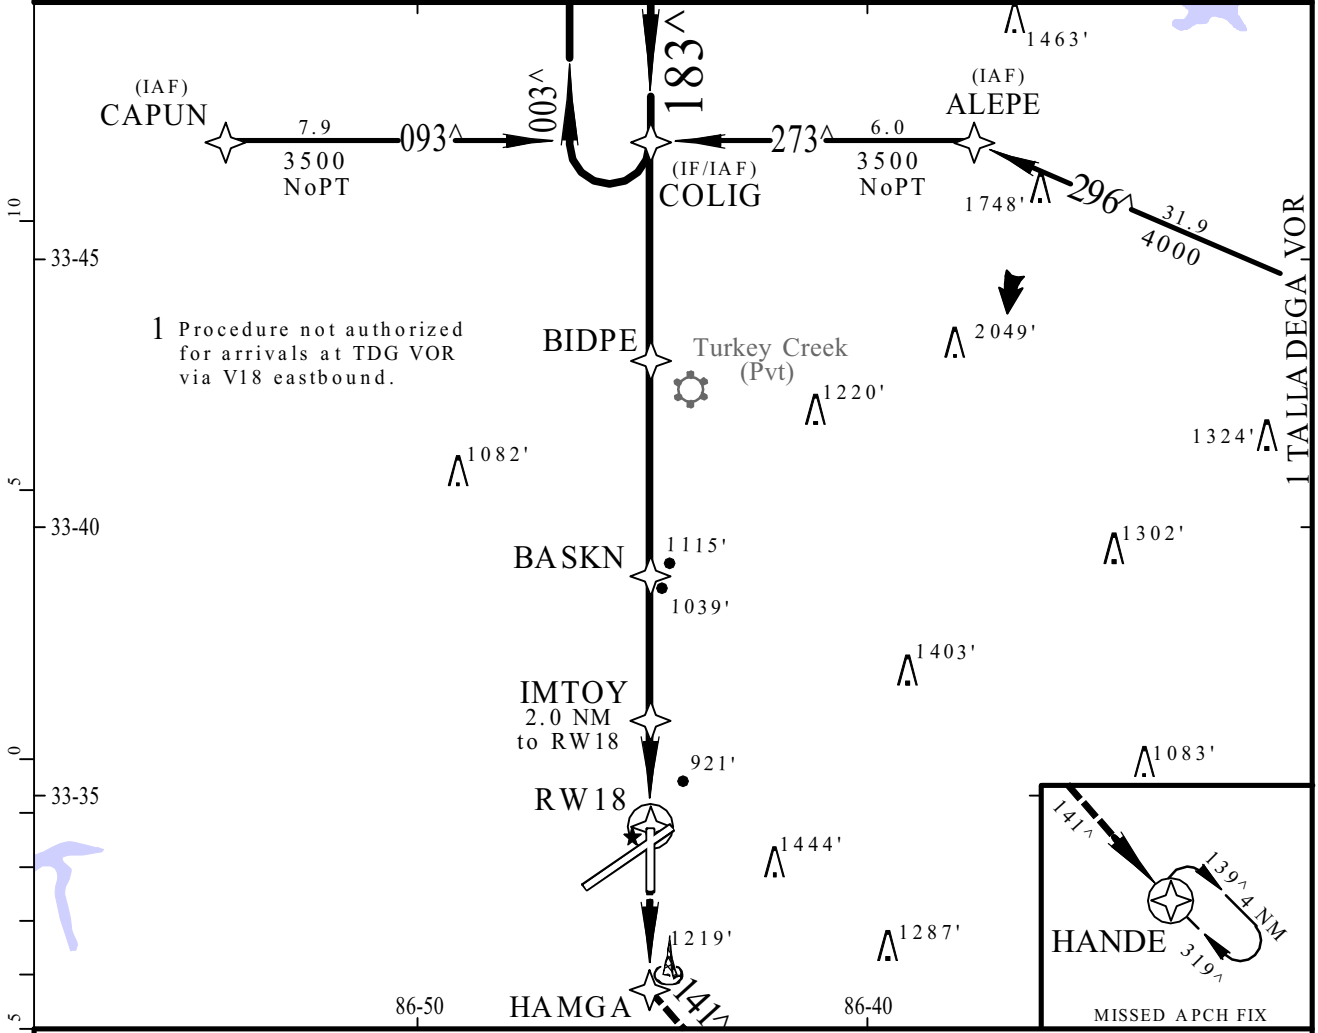 1463'
183^
(IAF)
CAPUN
003^
(IAF)
ALEPE
7.9
093^
3500
NoPT
273^
6.0
3500
NoPT
(IF/IAF)
COLIG
1748'
296^
31.9
4000
1 TALLADEGA VOR
10
33-45
1 Procedure not authorized
for arrivals at TDG VOR
via V18 eastbound.
BIDPE
Turkey Creek
(Pvt)
2049'
1220'
1324'
1082'
5
33-40
BASKN
1115'
1039'
1302'
1403'
IMTOY
2.0 NM
to RW18
921'
1083'
0
33-35
RW18
1444'
141^
139^ 4 NM
HANDE
319^
MISSED APCH FIX
1219'
1287'
HAMGA
141^
86-50
86-40
5